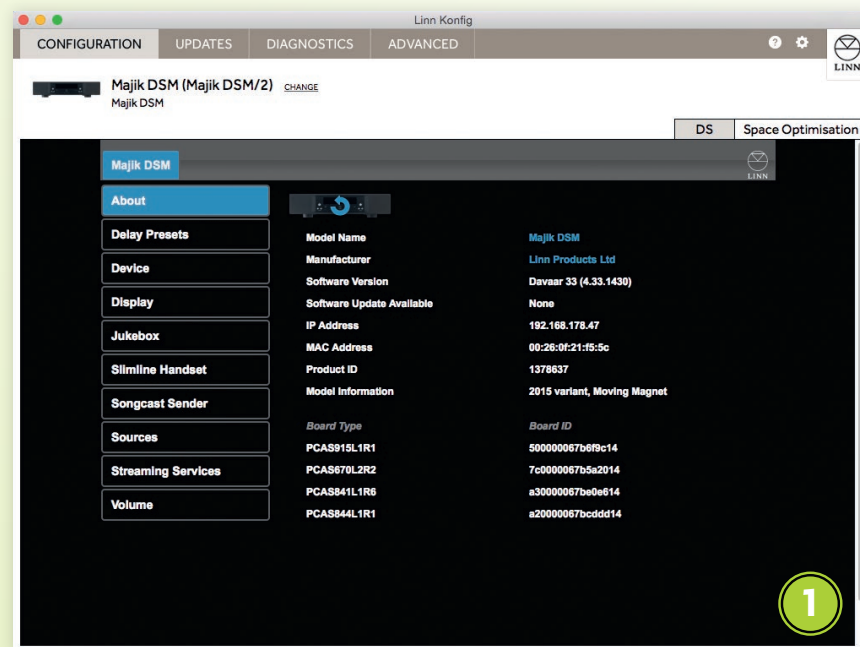 Linn Konfig
CONFIGURATION UPDATES DIAGNOSTICS ADVANCED ?
LINN
Majik DSM (Majik DSM/2) CHANGE
Majik DSM
DS Space Optimisation
Majik DSM
LINN
About
Delay Presets
Device
Display
Jukebox
Slimline Handset
Songcast Sender
Sources
Streaming Services
Volume
Model Name Majik DSM
Manufacturer Linn Products Ltd
Software Version Davaar 33 (4.33.1430)
Software Update Available None
IP Address 192.168.178.47
MAC Address 00:26:0f:21:f5:5c
Product ID 1378637
Model Information 2015 variant, Moving Magnet
Board Type Board ID
PCAS915L1R1 500000067b6f9c14
PCAS670L2R2 7c0000067b5a2014
PCAS841L1R6 a30000067be0e614
PCAS844L1R1 a20000067bcddd14
1